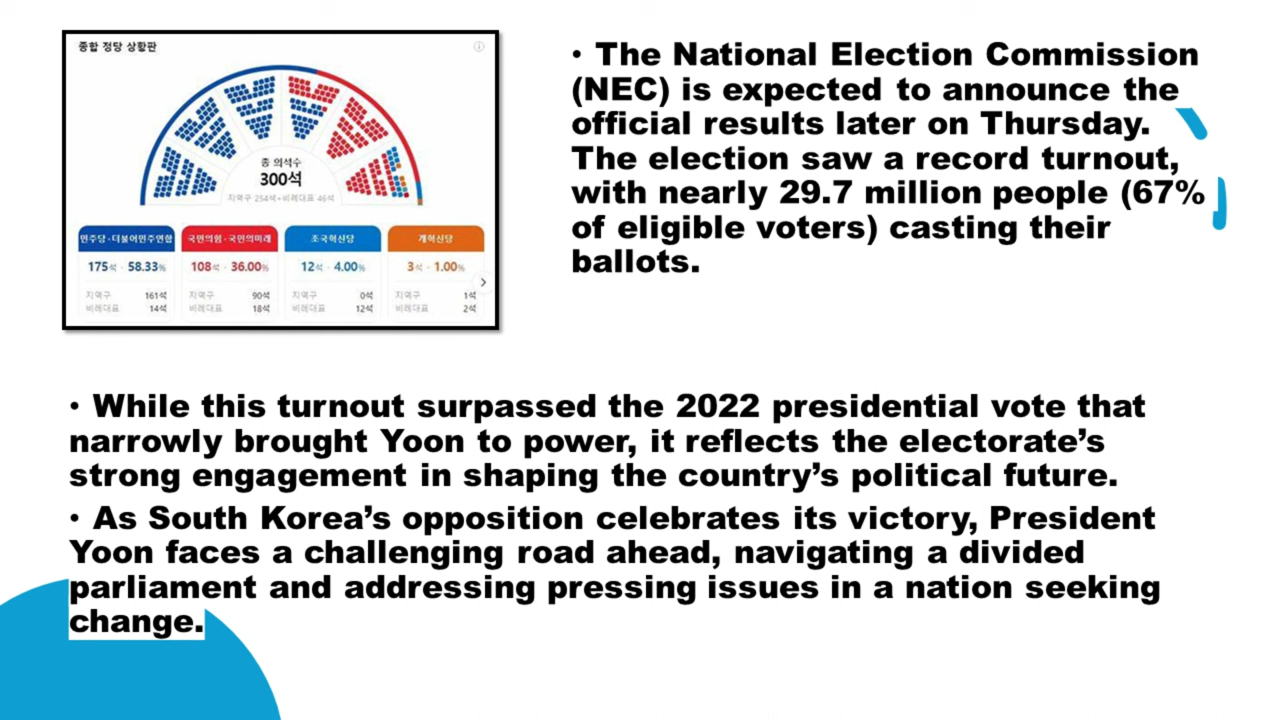 종합 정당 상황판
총 의석수
300석
지역구 254석+비례대표 46석
민주당·더불어민주연합
175석 · 58.33%
지역구 161석
비례대표 14석
국민의힘·국민의미래
108석 · 36.00%
지역구 90석
비례대표 18석
조국혁신당
12석 · 4.00%
지역구 0석
비례대표 12석
개혁신당
3석 · 1.00%
지역구 1석
비례대표 2석
• The National Election Commission
(NEC) is expected to announce the
official results later on Thursday.
The election saw a record turnout,
with nearly 29.7 million people (67%
of eligible voters) casting their
ballots.
• While this turnout surpassed the 2022 presidential vote that
narrowly brought Yoon to power, it reflects the electorate’s
strong engagement in shaping the country’s political future.
• As South Korea’s opposition celebrates its victory, President
Yoon faces a challenging road ahead, navigating a divided
parliament and addressing pressing issues in a nation seeking
change.